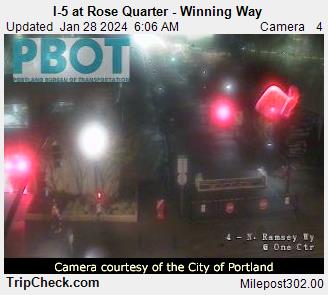 I-5 at Rose Quarter - Winning Way
Updated Jan 28 2024 6:06 AM Camera 4
PBOT
PORTLAND BUREAU OF TRANSPORTATION
4 - N. Ramsey Wy
@ One Ctr
Camera courtesy of the City of Portland
TripCheck.com Milepost302.00